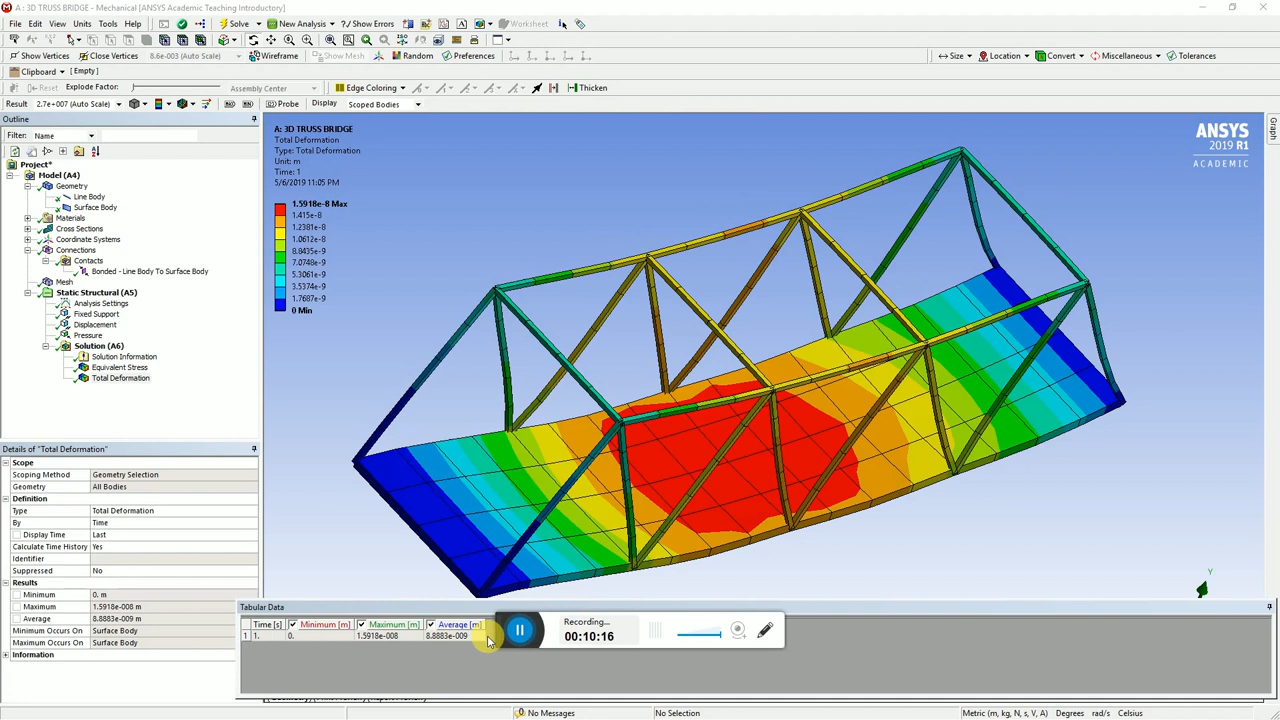 A : 3D TRUSS BRIDGE - Mechanical [ANSYS Academic Teaching Introductory]
File Edit View Units Tools Help Solve New Analysis ?/Show Errors Worksheet
Show Vertices Close Vertices 8.6e-003 (Auto Scale) Wireframe Show Mesh Random Preferences Size Location Convert Miscellaneous Tolerances
Clipboard [ Empty]
Reset Explode Factor: Assembly Center Edge Coloring Thicken
Result 2.7e+007 (Auto Scale) Probe Display Scoped Bodies
Outline
Filter: Name
Project*
Model (A4)
Geometry
Line Body
Surface Body
Materials
Cross Sections
Coordinate Systems
Connections
Contacts
Bonded - Line Body To Surface Body
Mesh
Static Structural (A5)
Analysis Settings
Fixed Support
Displacement
Pressure
Solution (A6)
Solution Information
Equivalent Stress
Total Deformation
Details of "Total Deformation"
Scope
Scoping Method Geometry Selection
Geometry All Bodies
Definition
Type Total Deformation
By Time
Display Time Last
Calculate Time History Yes
Identifier
Suppressed No
Results
Minimum 0. m
Maximum 1.5918e-008 m
Average 8.8883e-009 m
Minimum Occurs On Surface Body
Maximum Occurs On Surface Body
Information
A: 3D TRUSS BRIDGE
Total Deformation
Type: Total Deformation
Unit: m
Time: 1
5/6/2019 11:05 PM
1.5918e-8 Max
1.415e-8
1.2381e-8
1.0612e-8
8.8435e-9
7.0748e-9
5.3061e-9
3.5374e-9
1.7687e-9
0 Min
ANSYS
2019 R1
ACADEMIC
Graph
Y
Tabular Data
Time [s] Minimum [m] Maximum [m] Average [m]
1 1. 0. 1.5918e-008 8.8883e-009
Recording...
00:10:16
No Messages No Selection Metric (m, kg, N, s, V, A) Degrees rad/s Celsius